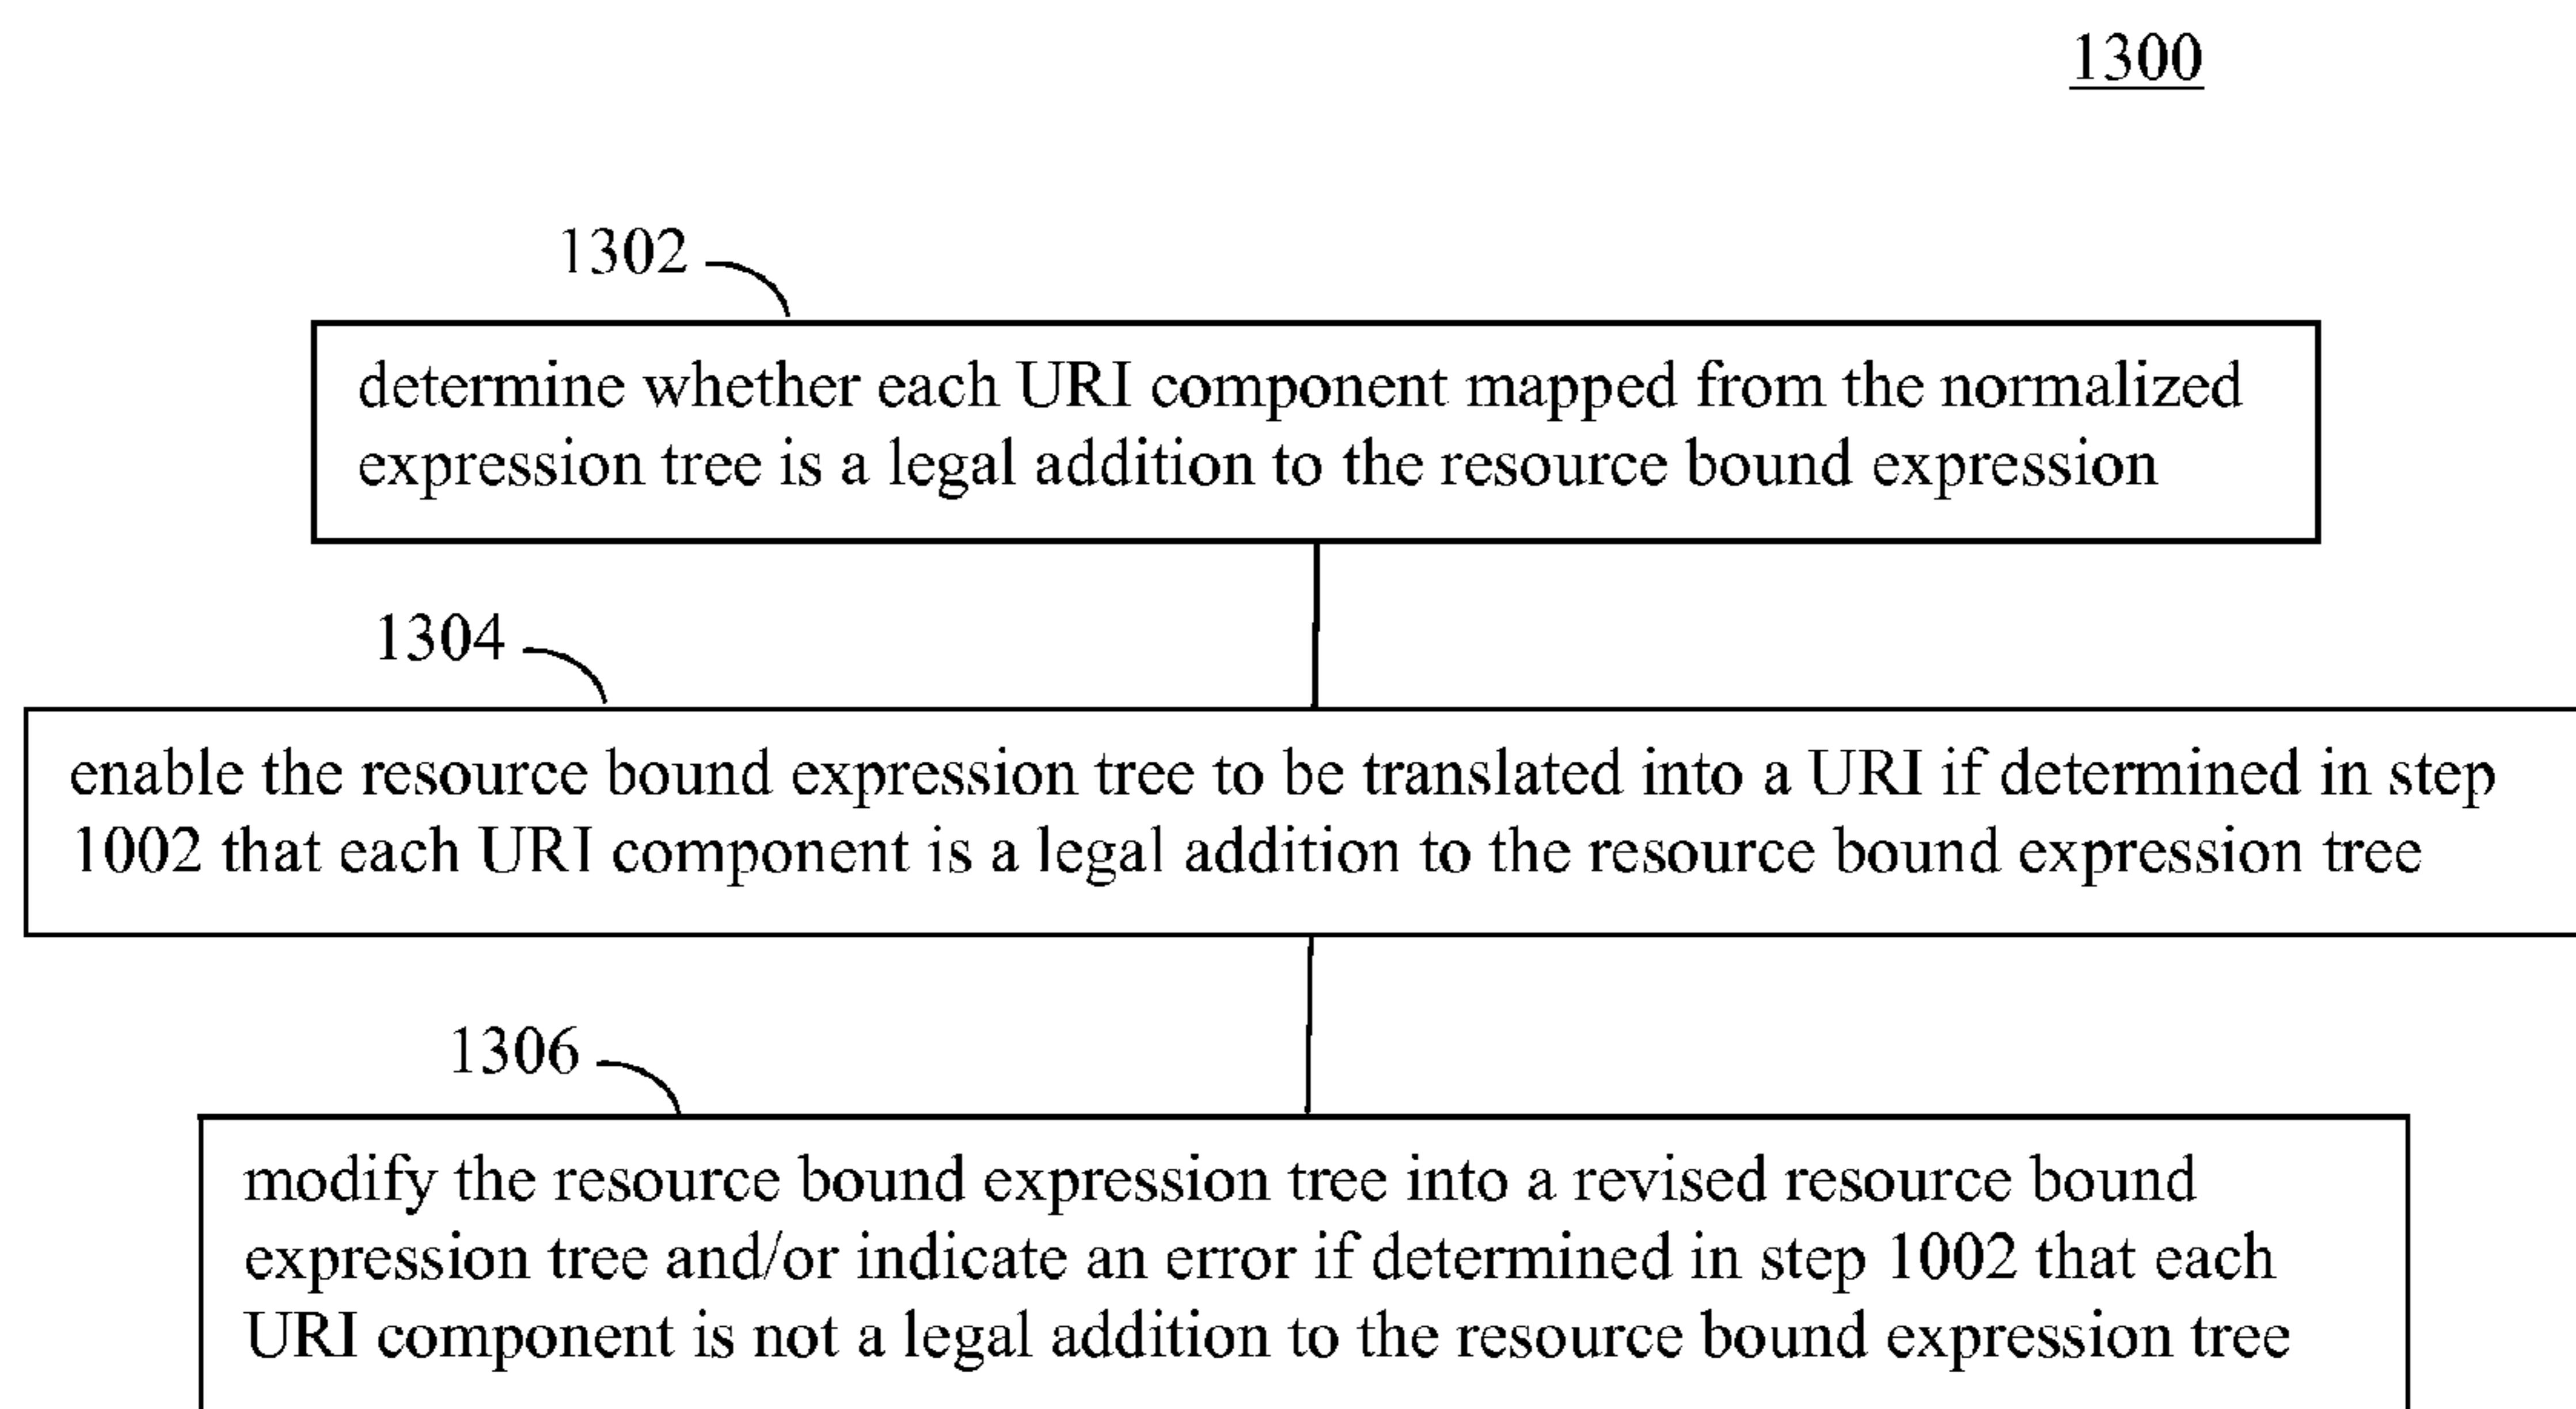 1300
1302
determine whether each URI component mapped from the normalized
expression tree is a legal addition to the resource bound expression
1304
enable the resource bound expression tree to be translated into a URI if determined in step
1002 that each URI component is a legal addition to the resource bound expression tree
1306
modify the resource bound expression tree into a revised resource bound
expression tree and/or indicate an error if determined in step 1002 that each
URI component is not a legal addition to the resource bound expression tree